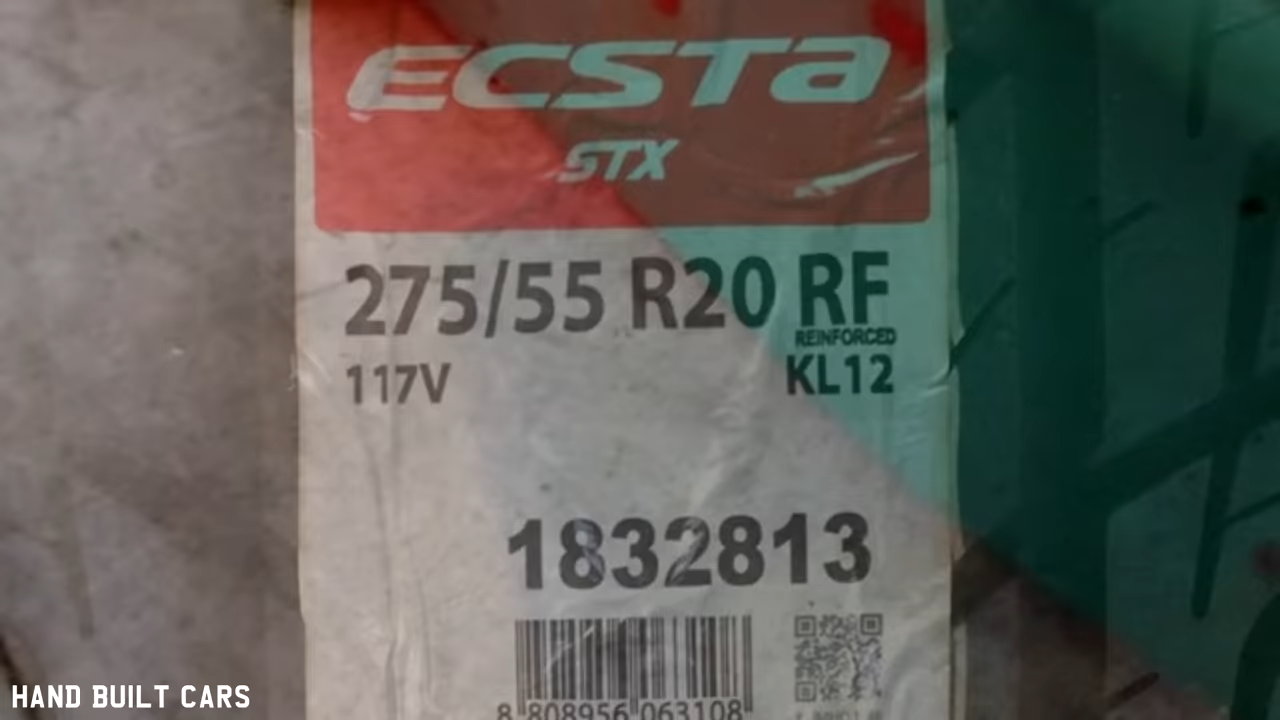 ECSTA
STX
275/55 R20 RF
REINFORCED
117V KL12
1832813
8 808956 063108
HAND BUILT CARS